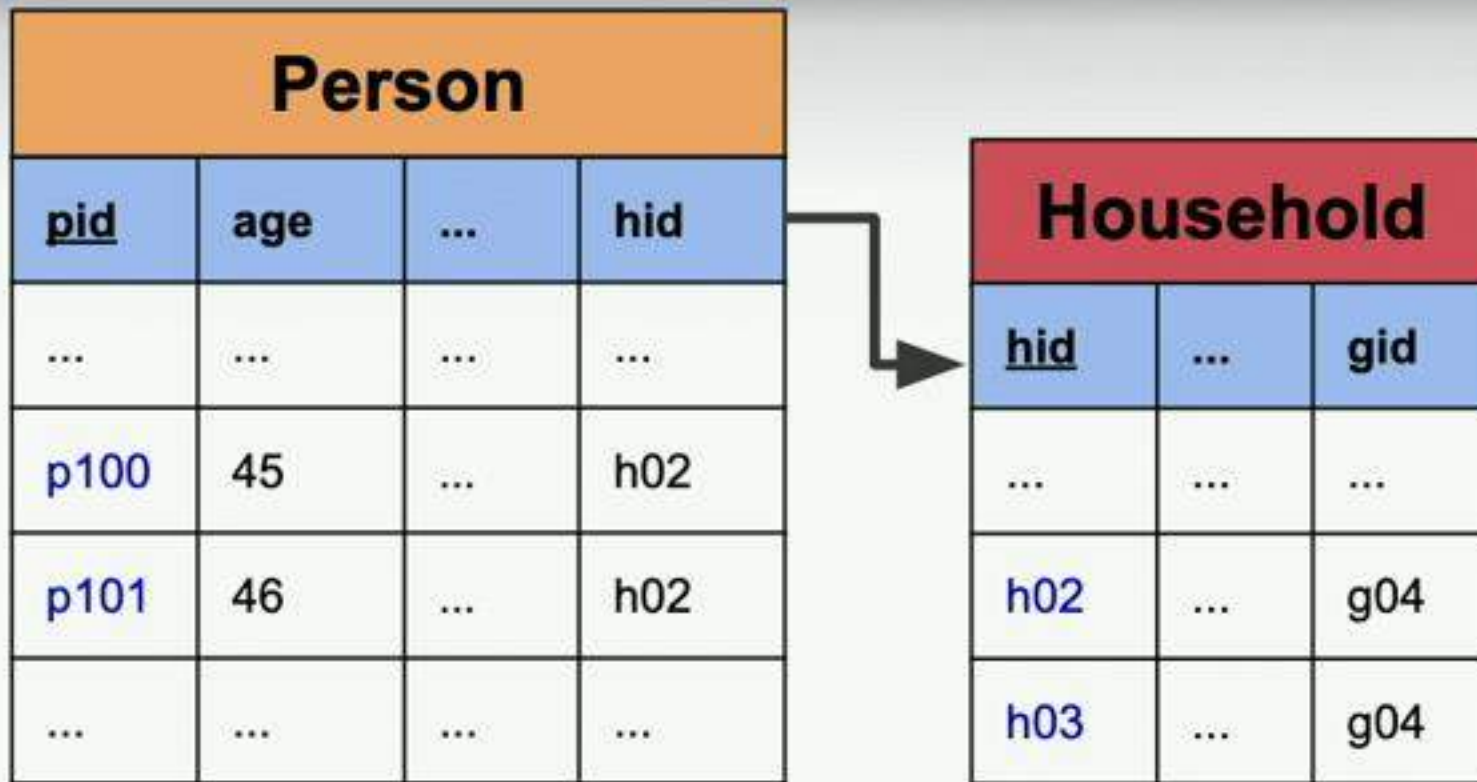 Person
pid age ... hid
... ... ... ...
p100 45 ... h02
p101 46 ... h02
... ... ... ...
Household
hid ... gid
... ... ...
h02 ... g04
h03 ... g04